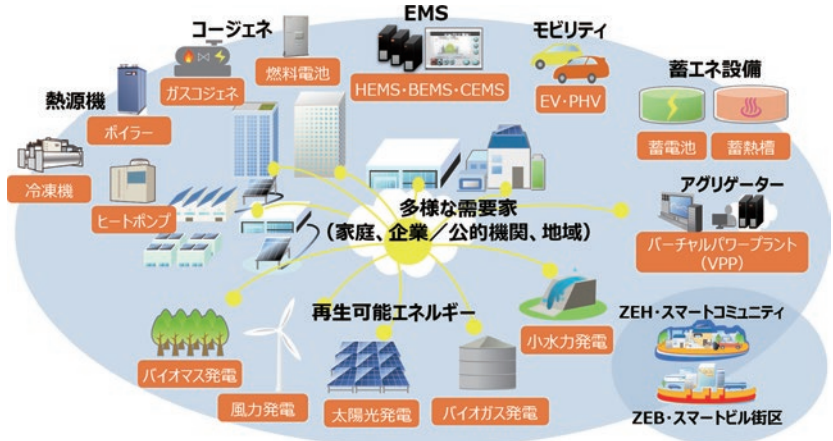 コージェネ
EMS
モビリティ
ガスコジェネ
燃料電池
HEMS・BEMS・CEMS
EV・PHV
熱源機
ボイラー
冷凍機
ヒートポンプ
蓄エネ設備
蓄電池
蓄熱槽
アグリゲーター
バーチャルパワープラント
(VPP)
多様な需要家
(家庭、企業/公的機関、地域)
再生可能エネルギー
バイオマス発電
風力発電
太陽光発電
バイオガス発電
小水力発電
ZEH・スマートコミュニティ
ZEB・スマートビル街区